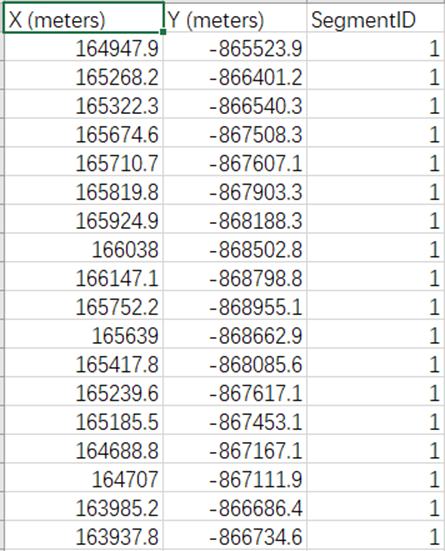 X (meters) Y (meters) SegmentID
164947.9 -865523.9 1
165268.2 -866401.2 1
165322.3 -866540.3 1
165674.6 -867508.3 1
165710.7 -867607.1 1
165819.8 -867903.3 1
165924.9 -868188.3 1
166038 -868502.8 1
166147.1 -868798.8 1
165752.2 -868955.1 1
165639 -868662.9 1
165417.8 -868085.6 1
165239.6 -867617.1 1
165185.5 -867453.1 1
164688.8 -867167.1 1
164707 -867111.9 1
163985.2 -866686.4 1
163937.8 -866734.6 1